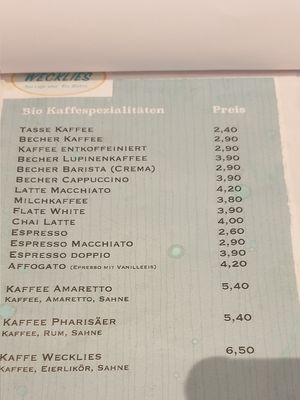 WECKLIES
Bio Kaffespezialitäten Preis
Tasse Kaffee 2,40
Becher Kaffee 2,90
Kaffee entkoffeiniert 2,90
Becher Lupinenkaffee 3,90
Becher Barista (Crema) 2,90
Becher Cappuccino 3,90
Latte Macchiato 4,20
Milchkaffee 3,80
Flate White 3,90
Chai Latte 4,00
Espresso 2,60
Espresso Macchiato 2,90
Espresso doppio 3,90
Affogato (Epresso mit Vanilleeis) 4,20
Kaffee Amaretto 5,40
Kaffee, Amaretto, Sahne
Kaffee Pharisäer 5,40
Kaffee, Rum, Sahne
Kaffe Wecklies 6,50
Kaffee, Eierlikör, Sahne